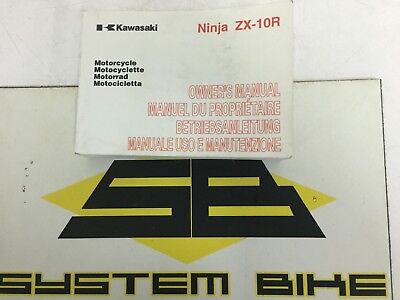 Kawasaki
Ninja ZX-10R
Motorcycle
Motocyclette
Motorrad
Motocicletta
OWNER'S MANUAL
MANUEL DU PROPRIÉTAIRE
BETRIEBSANLEITUNG
MANUALE USO E MANUTENZIONE
SB
SYSTEM BIKE